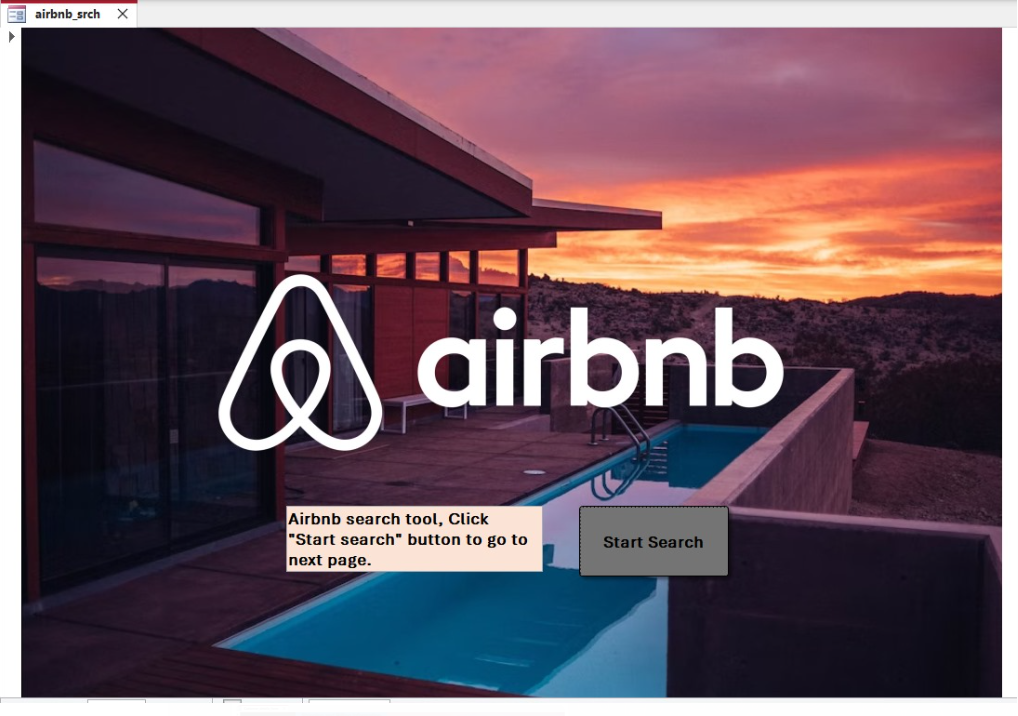 airbnb_srch
airbnb
Airbnb search tool, Click
"Start search" button to go to
next page.
Start Search